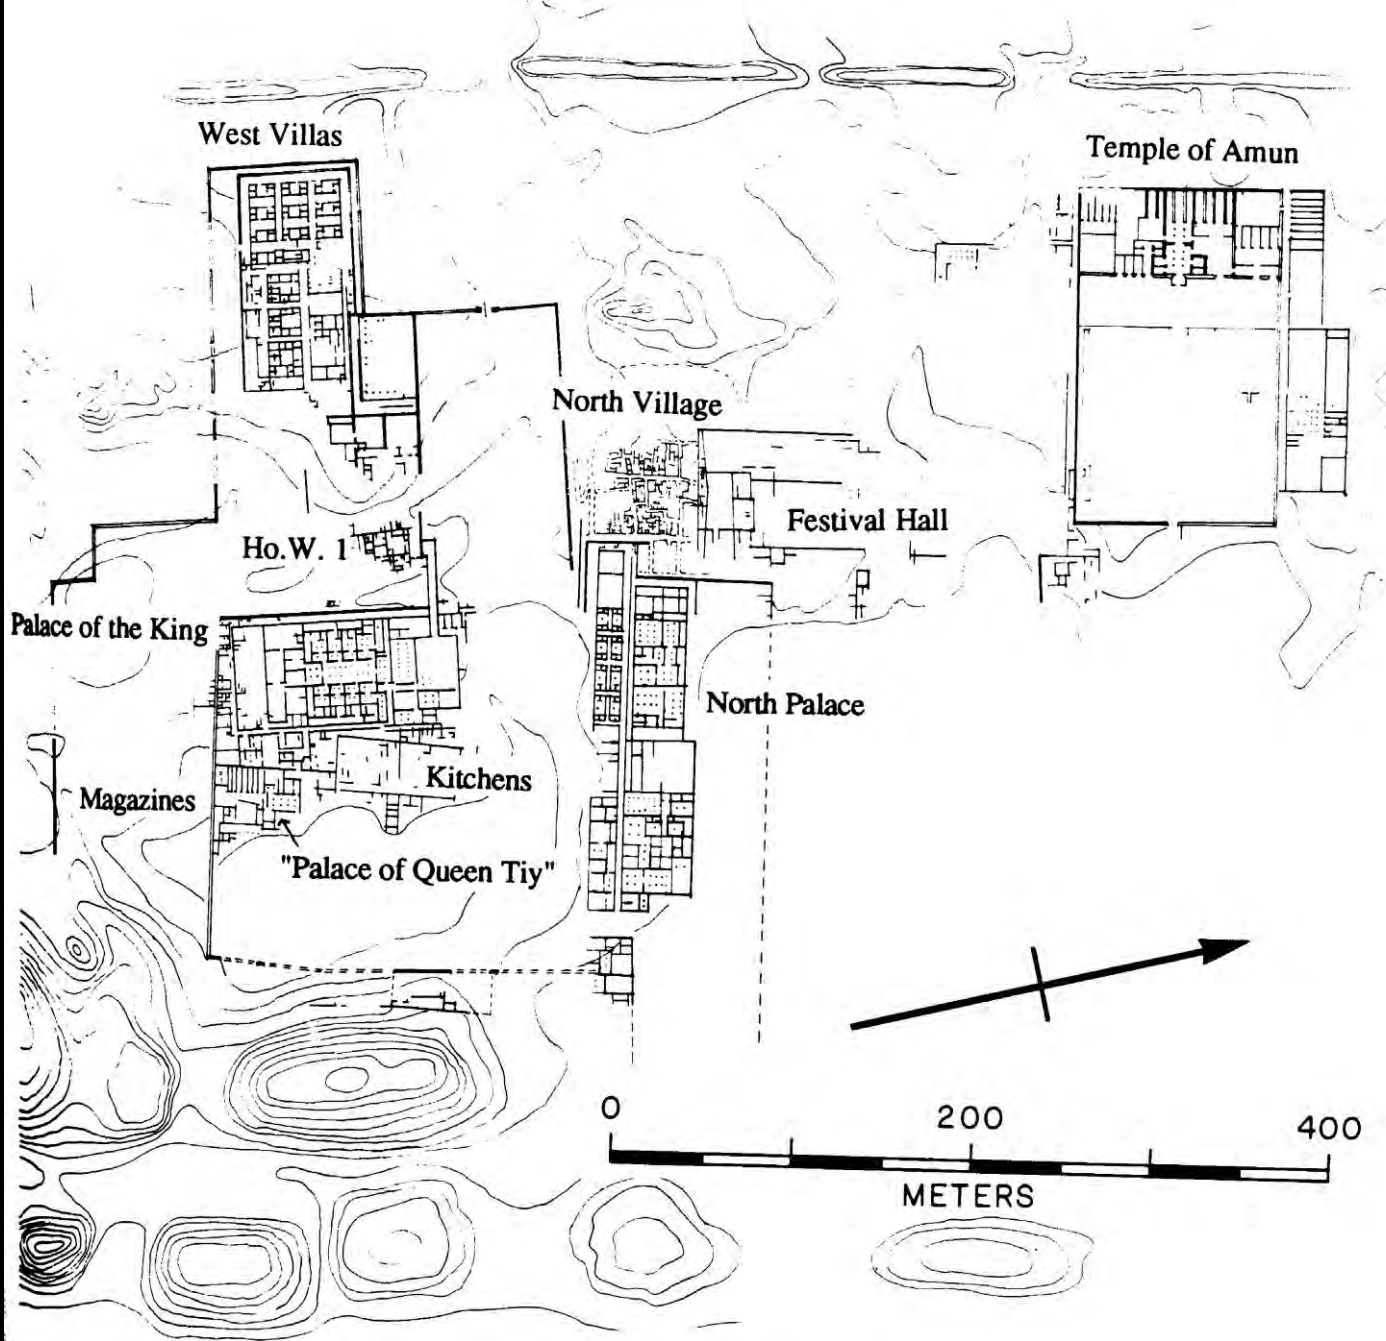 West Villas
Temple of Amun
North Village
Festival Hall
Ho.W. 1
Palace of the King
North Palace
Kitchens
Magazines
"Palace of Queen Tiy"
0 200 400
METERS